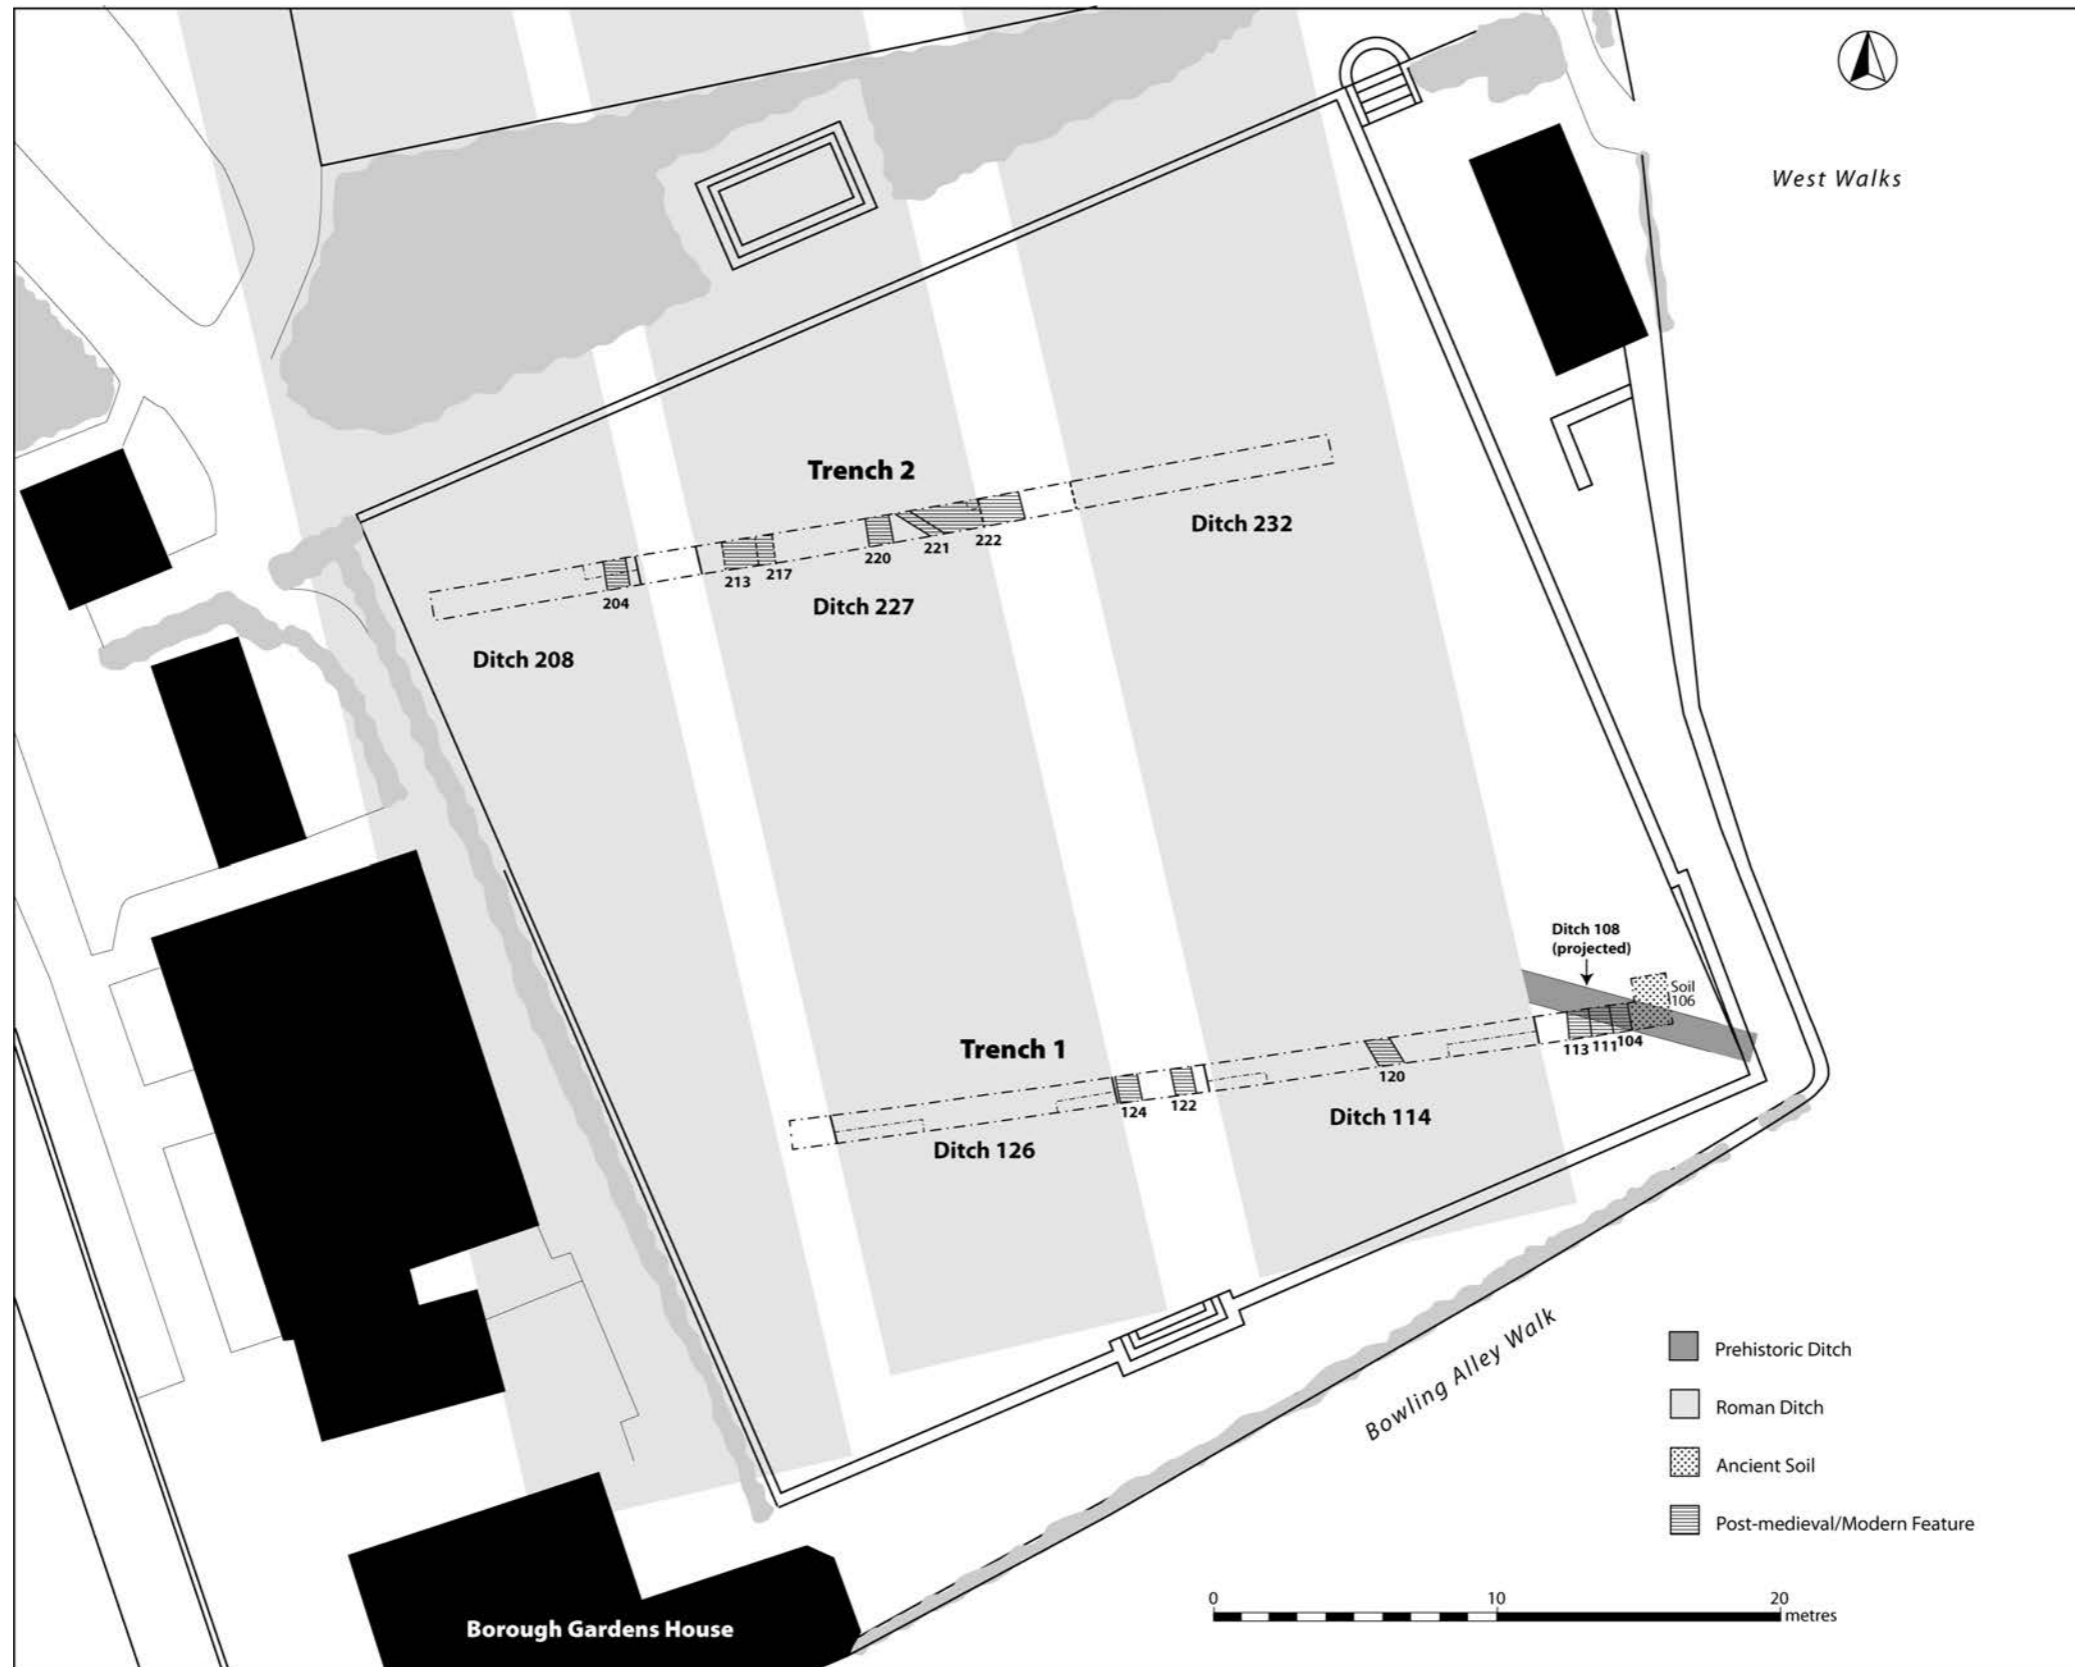 West Walks
Trench 2
Ditch 232
222
221
220
217
213
204
Ditch 227
Ditch 208
Ditch 108
(projected)
Soil
106
Trench 1
104
111
113
120
122
124
Ditch 114
Ditch 126
Bowling Alley Walk
Prehistoric Ditch
Roman Ditch
Ancient Soil
Post-medieval/Modern Feature
0 10 20
metres
Borough Gardens House